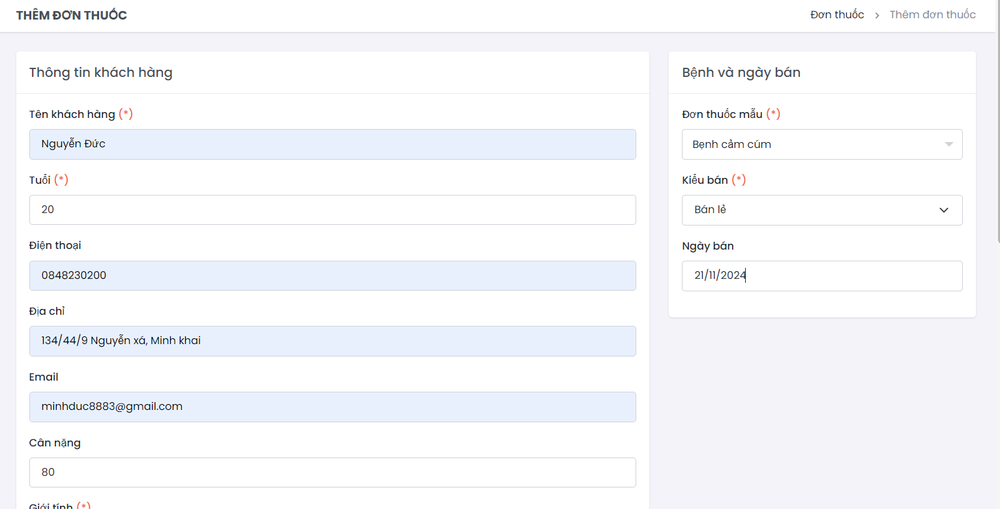 THÊM ĐƠN THUỐC
Đơn thuốc > Thêm đơn thuốc
Thông tin khách hàng
Tên khách hàng (*)
Nguyễn Đức
Tuổi (*)
20
Điện thoại
0848230200
Địa chỉ
134/44/9 Nguyễn xá, Minh khai
Email
minhduc8883@gmail.com
Cân nặng
80
Giới tính (*)
Bệnh và ngày bán
Đơn thuốc mẫu (*)
Bẹnh cảm cúm
Kiểu bán (*)
Bán lẻ
Ngày bán
21/11/2024